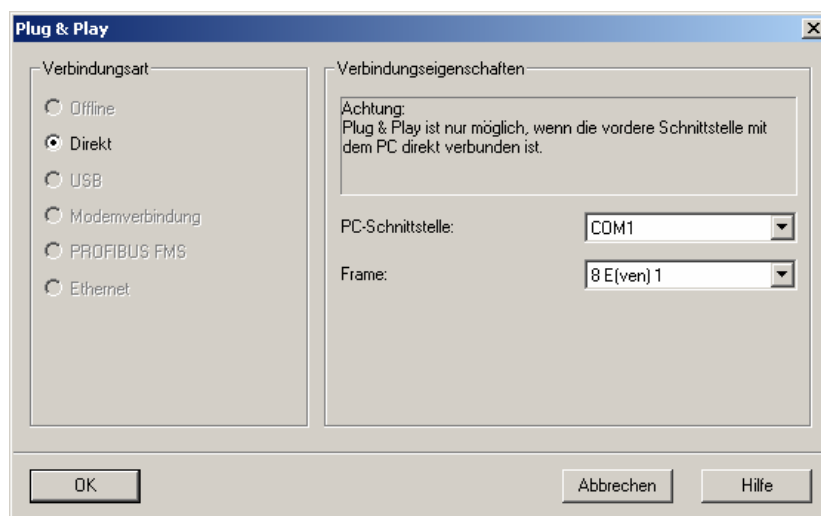 Plug & Play
Verbindungsart
Offline
Direkt
USB
Modemverbindung
PROFIBUS FMS
Ethernet
Verbindungseigenschaften
Achtung:
Plug & Play ist nur möglich, wenn die vordere Schnittstelle mit
dem PC direkt verbunden ist.
PC-Schnittstelle:
COM1
Frame:
8 E(ven) 1
OK
Abbrechen
Hilfe